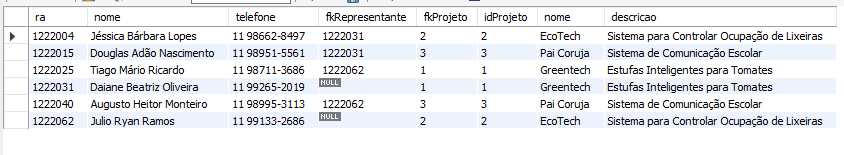 ra nome telefone fkRepresentante fkProjeto idProjeto nome descricao
1222004 Jéssica Bárbara Lopes 11 98662-8497 1222031 2 2 EcoTech Sistema para Controlar Ocupação de Lixeiras
1222015 Douglas Adão Nascimento 11 98951-5561 1222031 3 3 Pai Coruja Sistema de Comunicação Escolar
1222025 Tiago Mário Ricardo 11 98711-3686 1222062 1 1 Greentech Estufas Inteligentes para Tomates
1222031 Daiane Beatriz Oliveira 11 99265-2019 NULL 1 1 Greentech Estufas Inteligentes para Tomates
1222040 Augusto Heitor Monteiro 11 98995-3113 1222062 3 3 Pai Coruja Sistema de Comunicação Escolar
1222062 Julio Ryan Ramos 11 99133-2686 NULL 2 2 EcoTech Sistema para Controlar Ocupação de Lixeiras